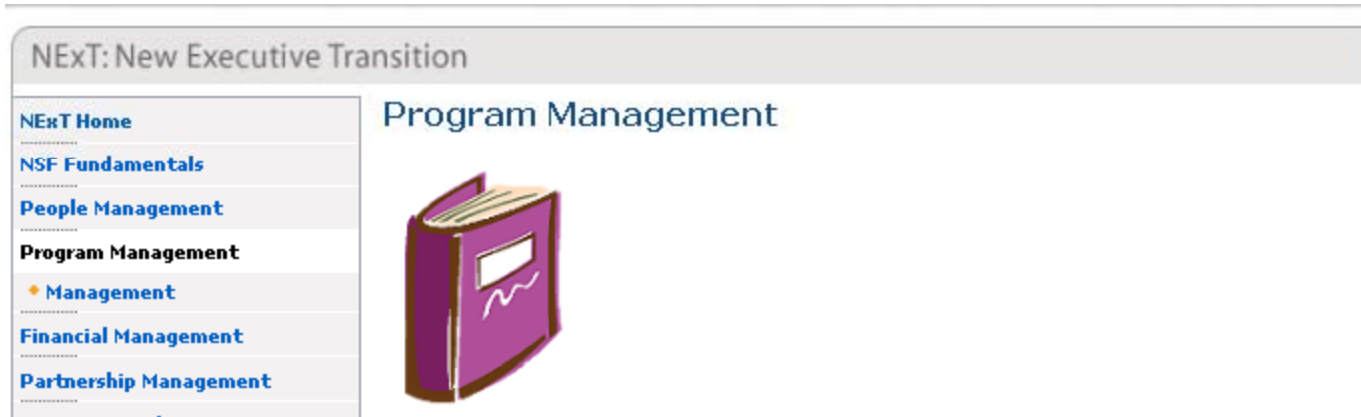 NExT: New Executive Transition
NExT Home
NSF Fundamentals
People Management
Program Management
Management
Financial Management
Partnership Management
Program Management